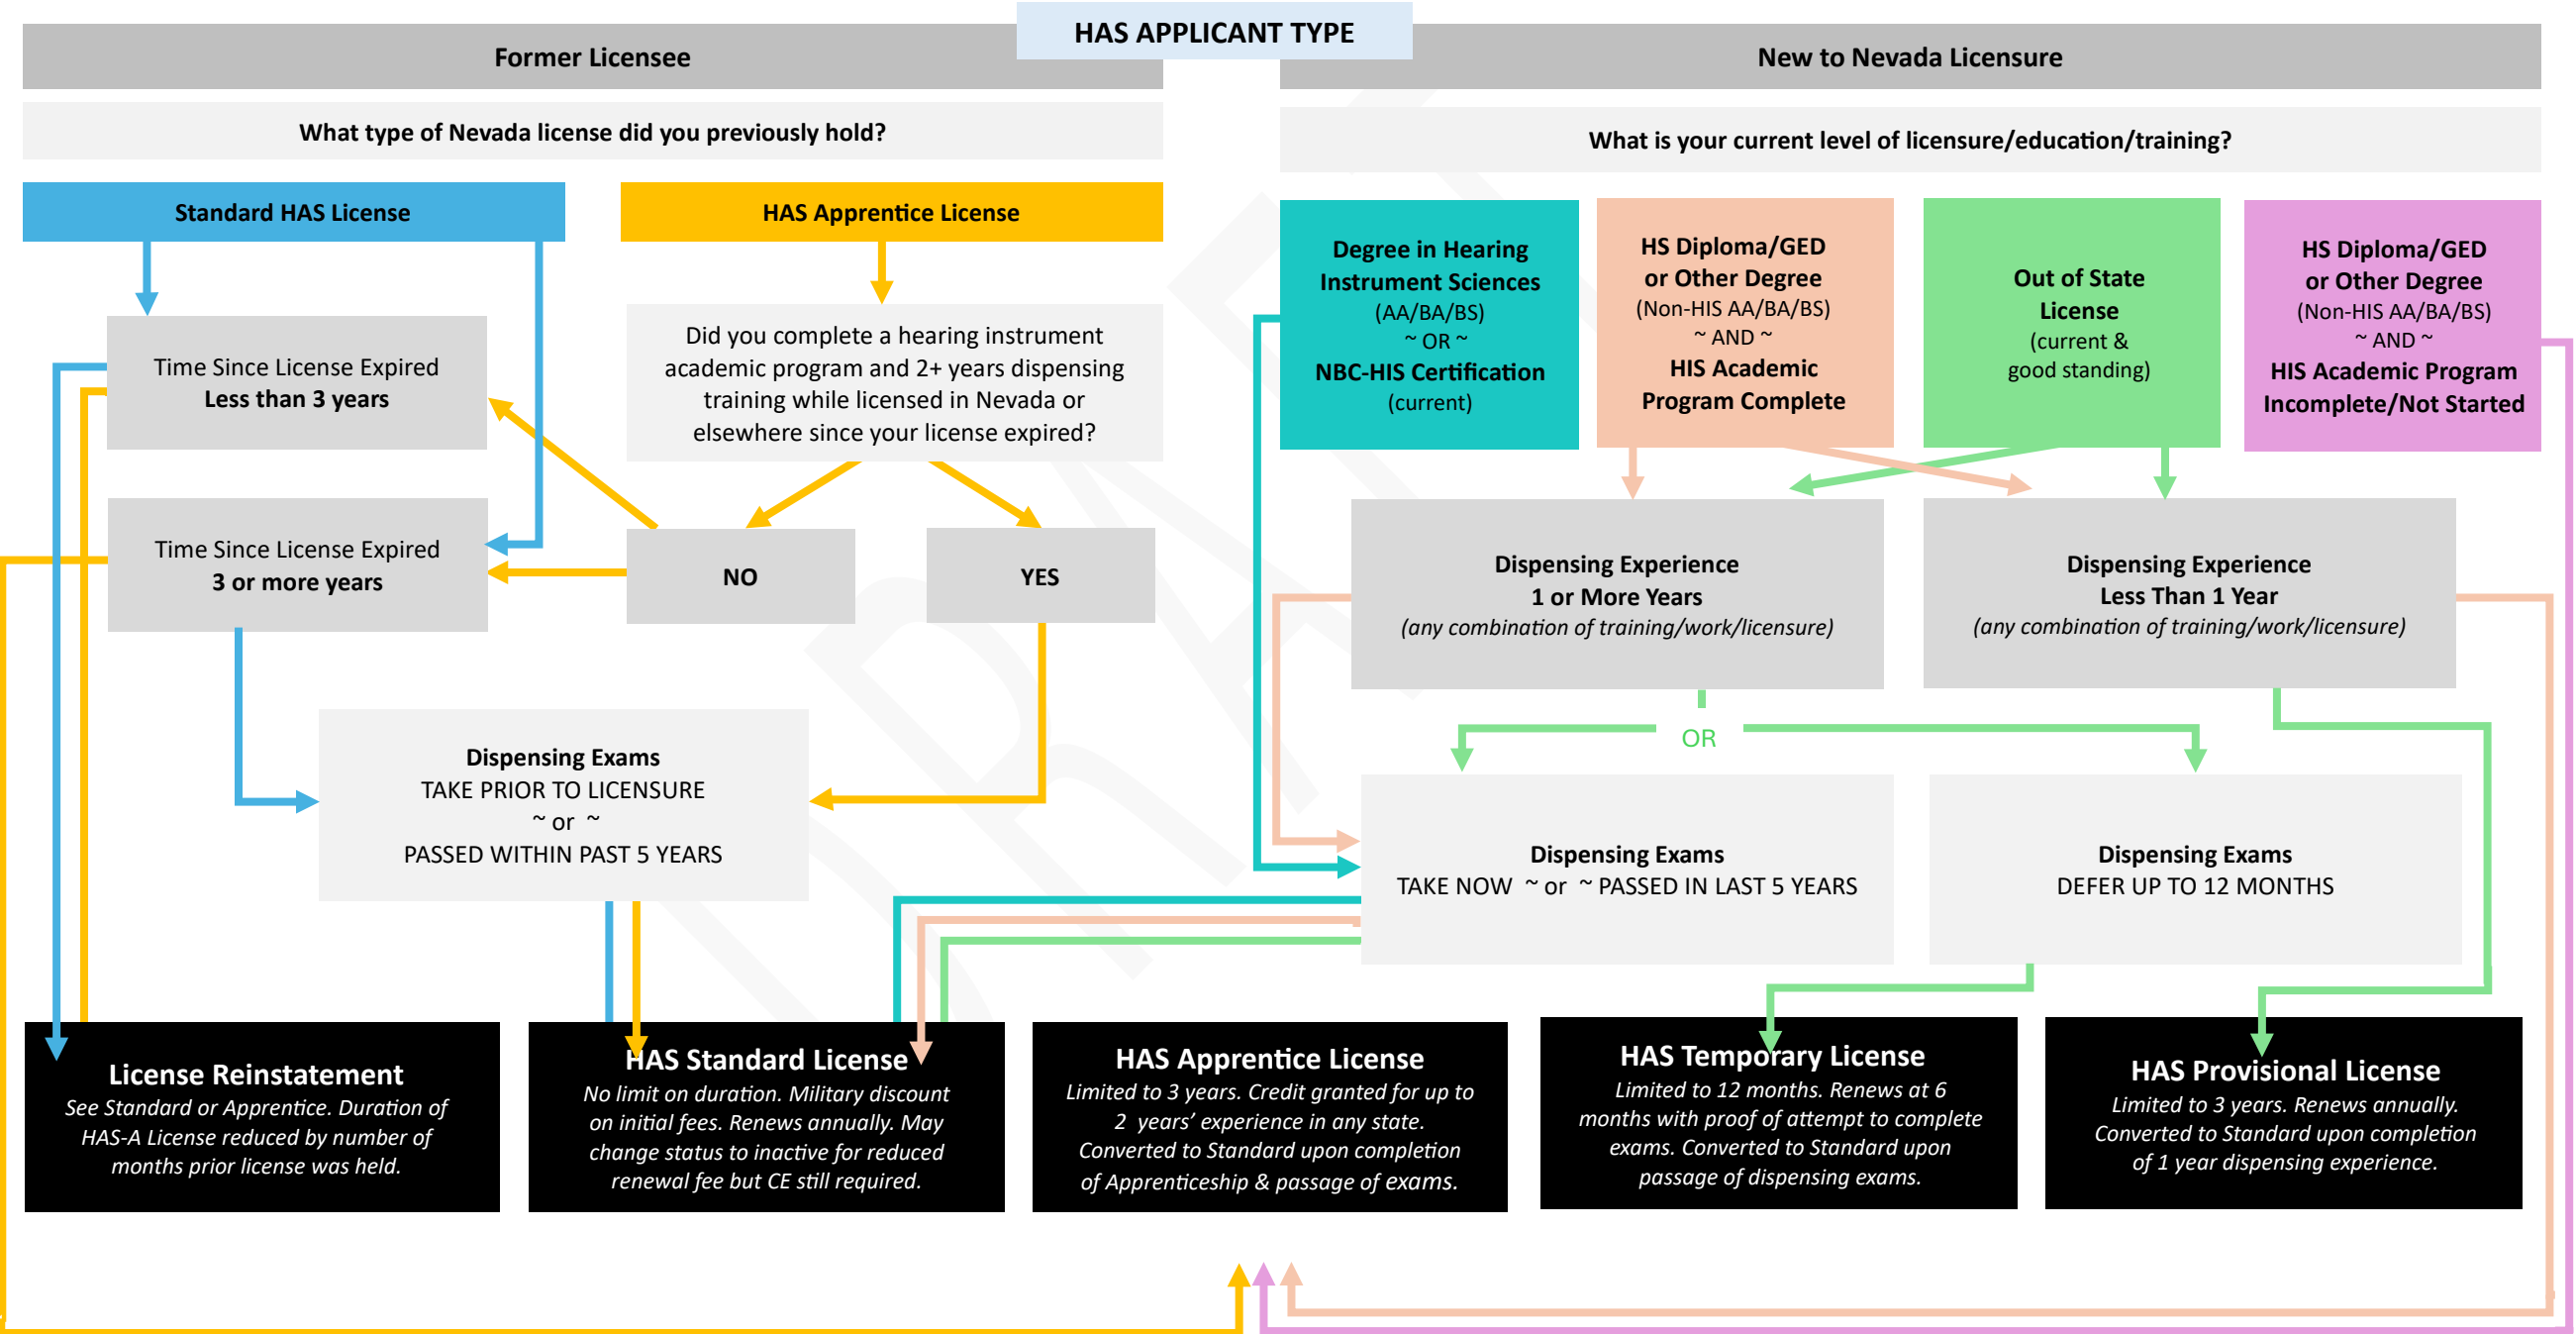 HAS APPLICANT TYPE
Former Licensee
New to Nevada Licensure
What type of Nevada license did you previously hold?
What is your current level of licensure/education/training?
Standard HAS License
HAS Apprentice License
Time Since License Expired
Less than 3 years
Did you complete a hearing instrument
academic program and 2+ years dispensing
training while licensed in Nevada or
elsewhere since your license expired?
Time Since License Expired
3 or more years
NO
YES
Dispensing Exams
TAKE PRIOR TO LICENSURE
~ or ~
PASSED WITHIN PAST 5 YEARS
Degree in Hearing
Instrument Sciences
(AA/BA/BS)
~ OR ~
NBC-HIS Certification
(current)
HS Diploma/GED
or Other Degree
(Non-HIS AA/BA/BS)
~ AND ~
HIS Academic
Program Complete
Out of State
License
(current &
good standing)
HS Diploma/GED
or Other Degree
(Non-HIS AA/BA/BS)
~ AND ~
HIS Academic Program
Incomplete/Not Started
Dispensing Experience
1 or More Years
(any combination of training/work/licensure)
Dispensing Experience
Less Than 1 Year
(any combination of training/work/licensure)
OR
Dispensing Exams
TAKE NOW ~ or ~ PASSED IN LAST 5 YEARS
Dispensing Exams
DEFER UP TO 12 MONTHS
License Reinstatement
See Standard or Apprentice. Duration of
HAS-A License reduced by number of
months prior license was held.
HAS Standard License
No limit on duration. Military discount
on initial fees. Renews annually. May
change status to inactive for reduced
renewal fee but CE still required.
HAS Apprentice License
Limited to 3 years. Credit granted for up to
2 years’ experience in any state.
Converted to Standard upon completion
of Apprenticeship & passage of exams.
HAS Temporary License
Limited to 12 months. Renews at 6
months with proof of attempt to complete
exams. Converted to Standard upon
passage of dispensing exams.
HAS Provisional License
Limited to 3 years. Renews annually.
Converted to Standard upon completion
of 1 year dispensing experience.
DRAFT